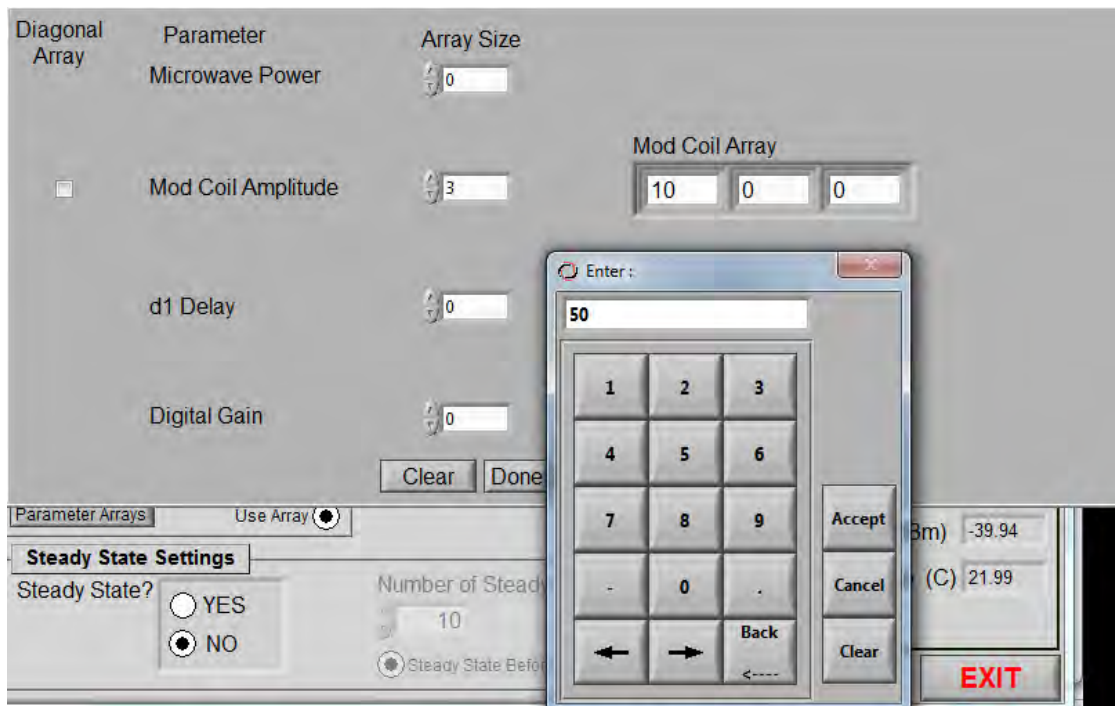 Diagonal Array
Parameter
Array Size
Microwave Power
0
Mod Coil Array
Mod Coil Amplitude
3
10 0 0
Enter :
50
d1 Delay
0
1 2 3
Digital Gain
0
4 5 6
Clear Done
7 8 9
Accept
- 0 .
Cancel
Back
<----
Clear
Parameter Arrays
Use Array
Bm) -39.94
Steady State Settings
Steady State?
YES
NO
Number of Steady
10
Steady State Befor
(C) 21.99
EXIT